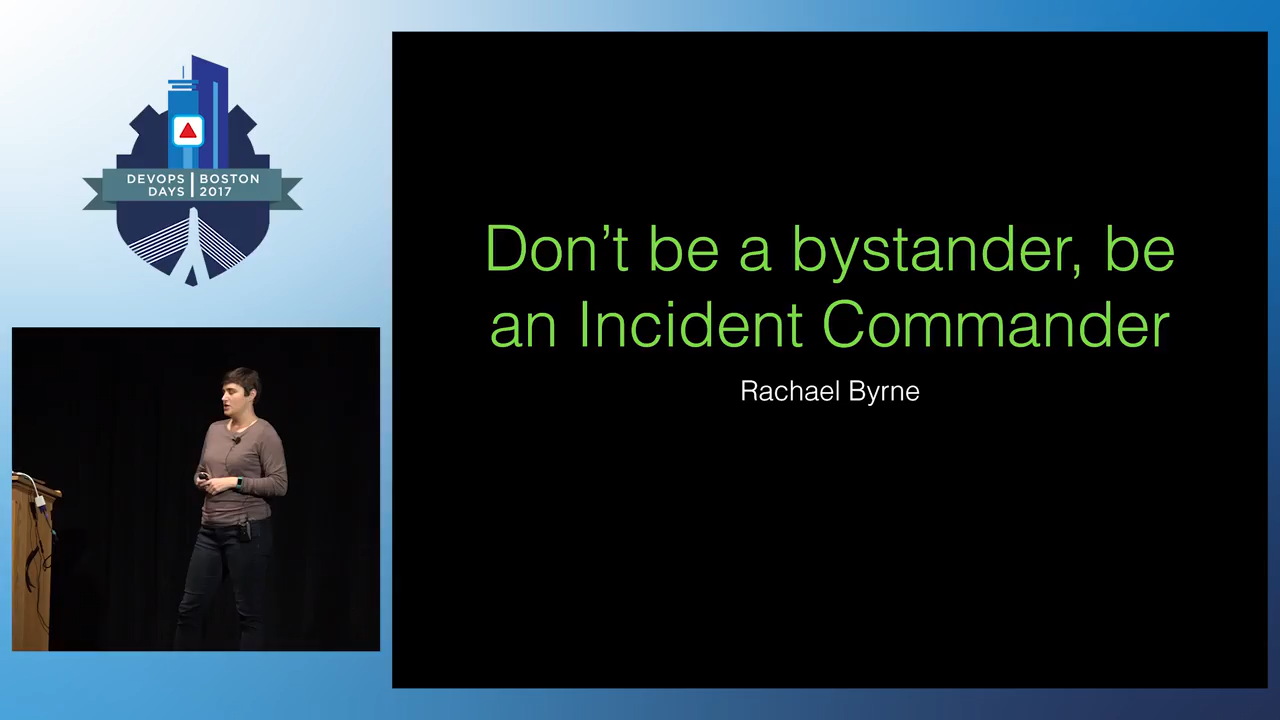 DEVOPS BOSTON
DAYS 2017
Don't be a bystander, be
an Incident Commander
Rachael Byrne